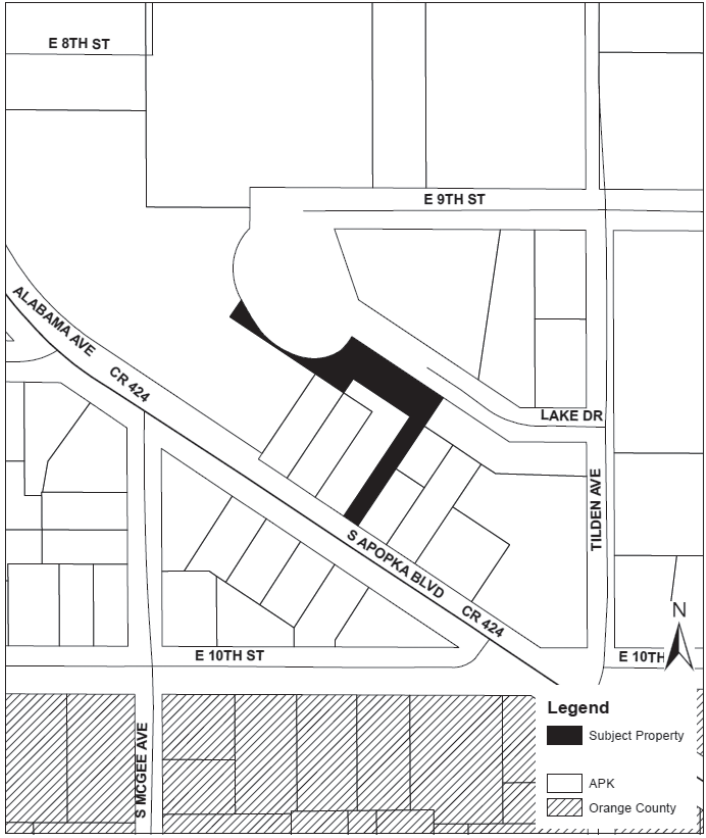 E 8TH ST
E 9TH ST
ALABAMA AVE
CR 424
LAKE DR
TILDEN AVE
S APOPKA BLVD
CR 424
N
E 10TH ST
E 10TH
S MCGEE AVE
Legend
Subject Property
APK
Orange County